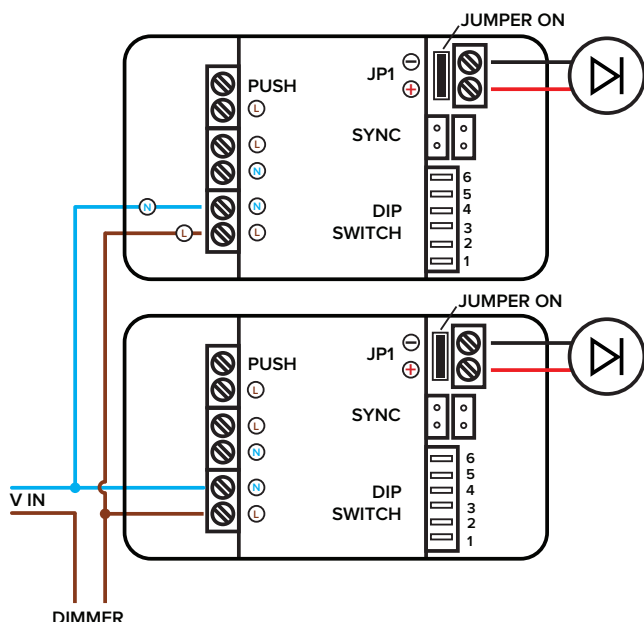 JUMPER ON
PUSH
L
L
N
N
L
N
L
JP1
−
+
SYNC
DIP
SWITCH
6
5
4
3
2
1
JUMPER ON
PUSH
L
L
N
N
L
JP1
−
+
SYNC
DIP
SWITCH
6
5
4
3
2
1
V IN
DIMMER